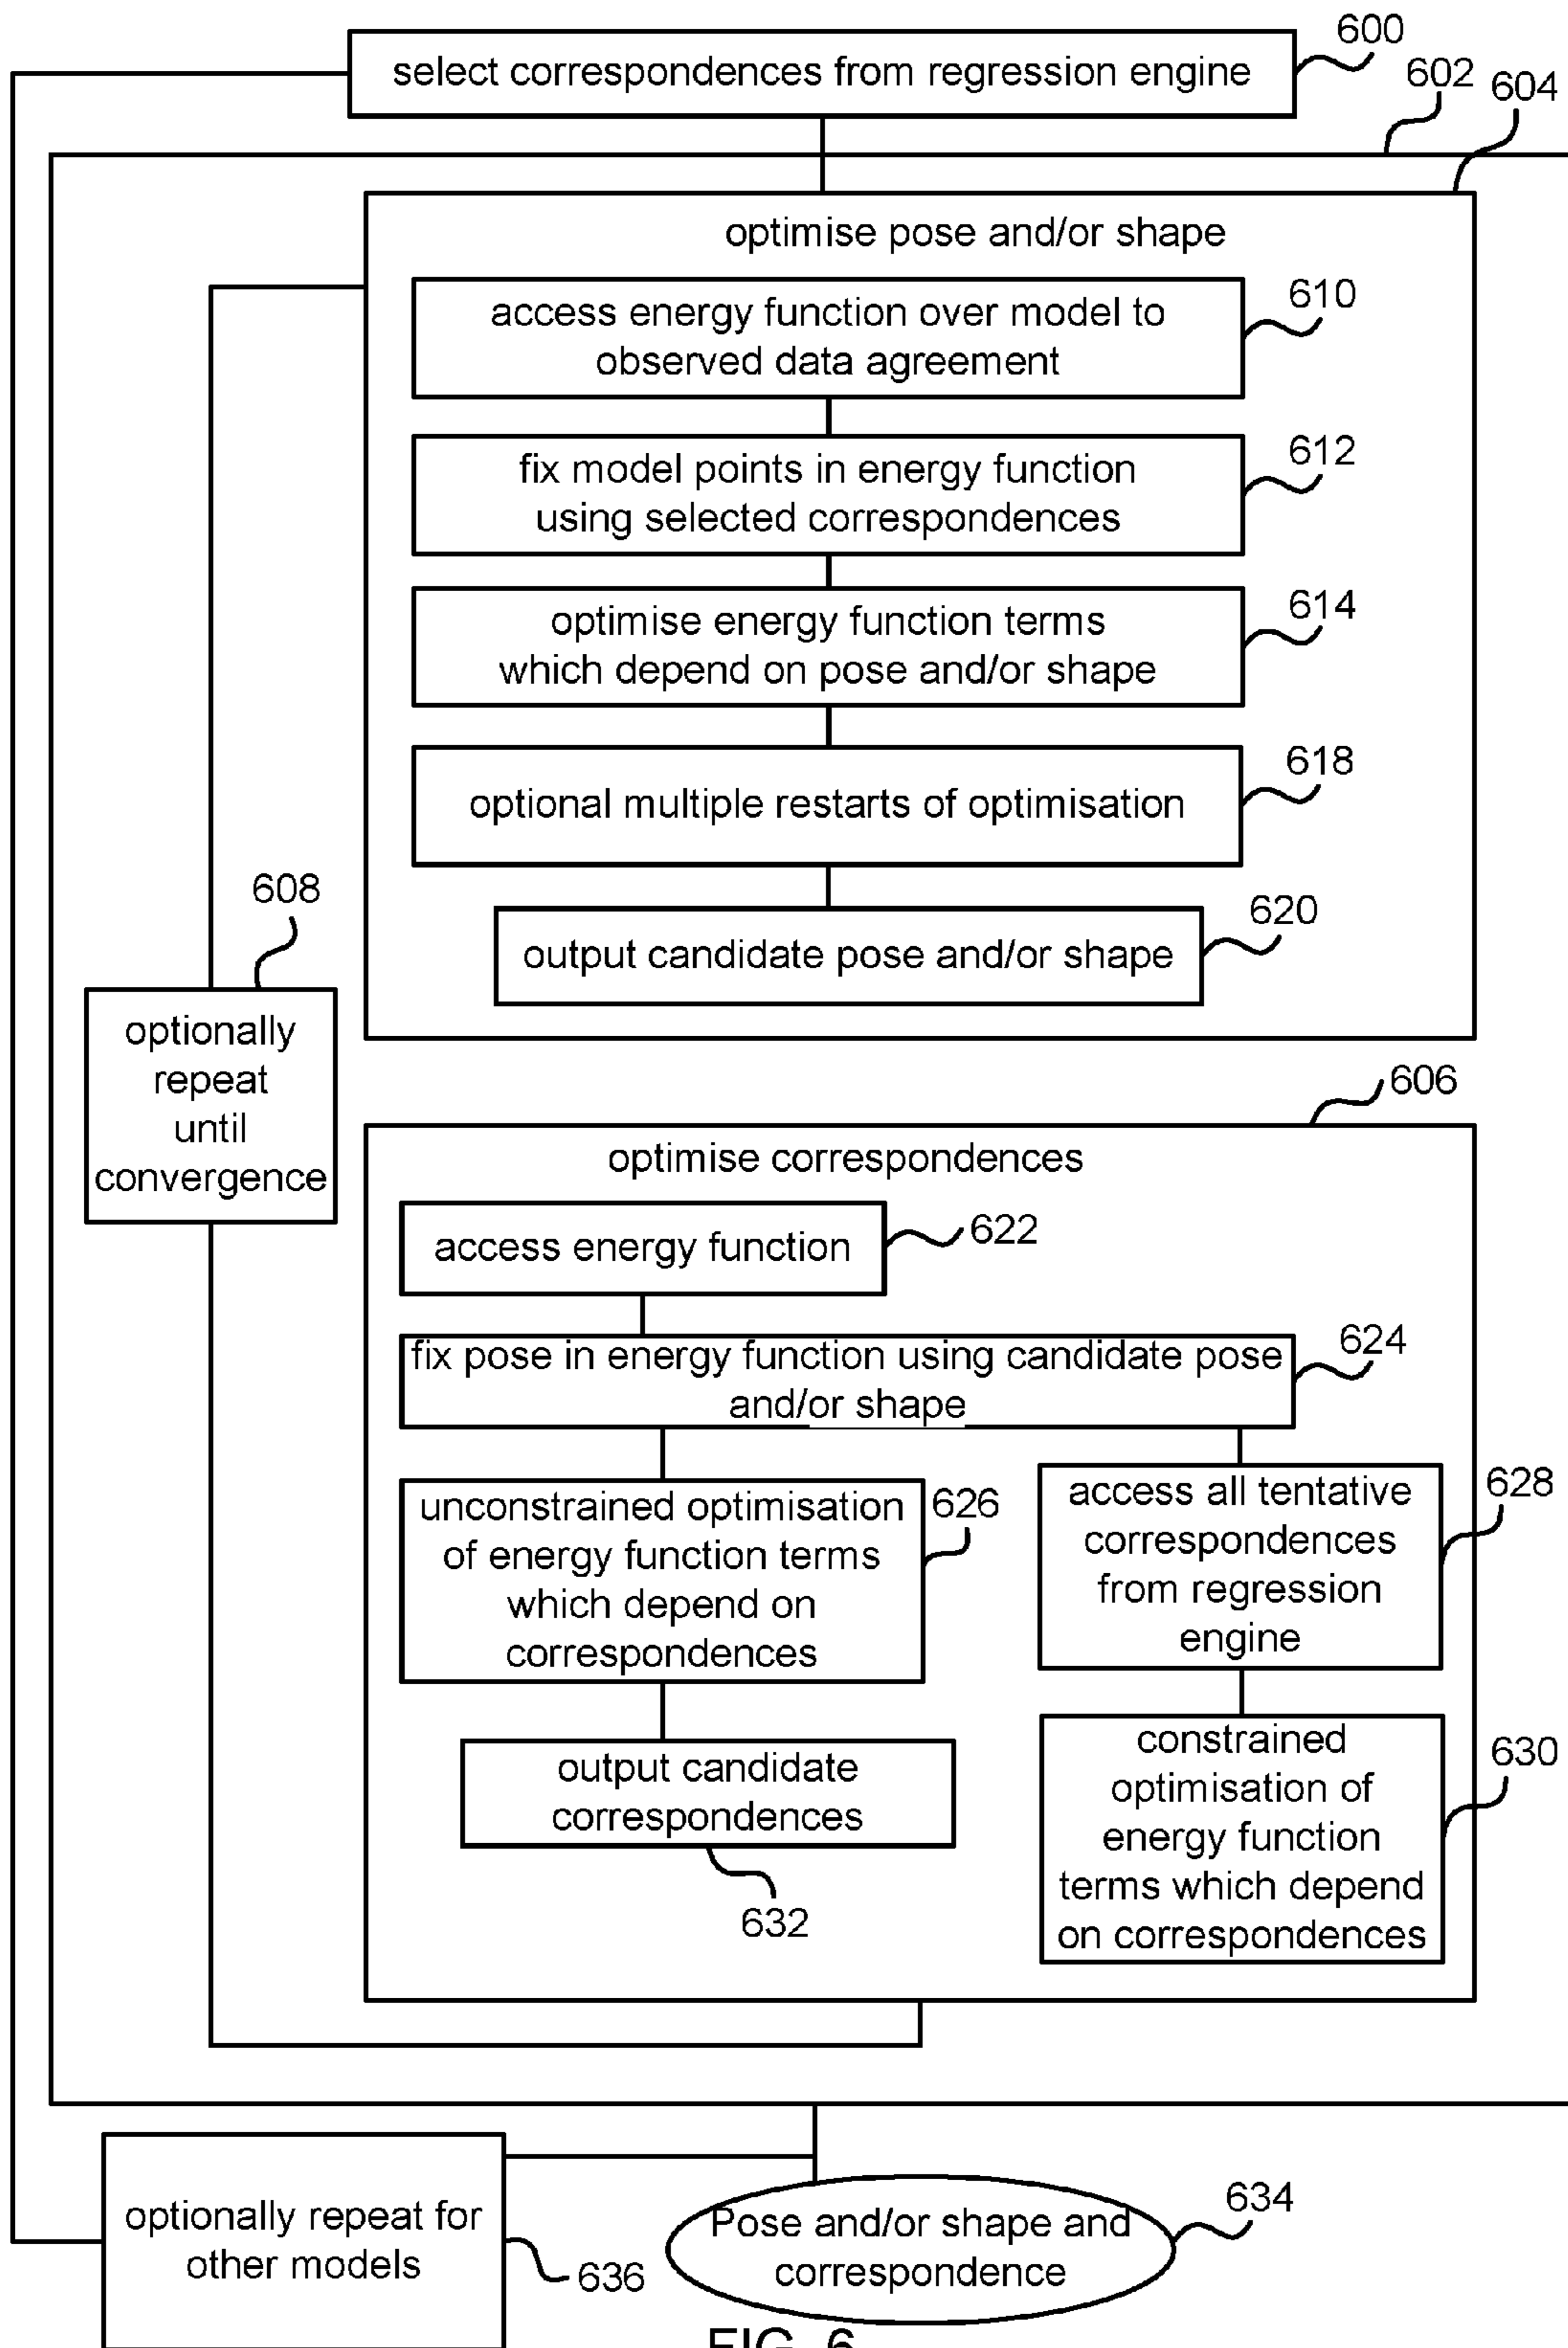 600
select correspondences from regression engine
602
604
optimise pose and/or shape
access energy function over model to
observed data agreement
610
fix model points in energy function
using selected correspondences
612
optimise energy function terms
which depend on pose and/or shape
614
optional multiple restarts of optimisation
618
output candidate pose and/or shape
620
608
optionally
repeat
until
convergence
606
optimise correspondences
access energy function
622
fix pose in energy function using candidate pose
and/or shape
624
unconstrained optimisation
of energy function terms
which depend on
correspondences
626
access all tentative
correspondences
from regression
engine
628
output candidate
correspondences
632
constrained
optimisation of
energy function
terms which depend
on correspondences
630
optionally repeat for
other models
636
Pose and/or shape and
correspondence
634
FIG. 6